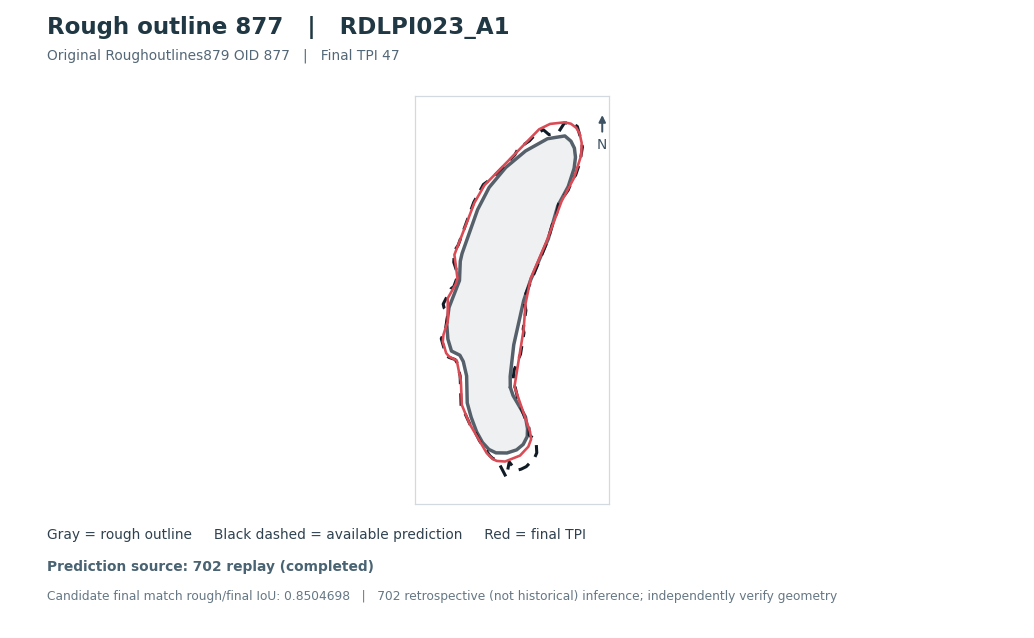 Rough outline 877   |   RDLPI023_A1
Original Roughoutlines879 OID 877   |   Final TPI 47
N
Gray = rough outline     Black dashed = available prediction     Red = final TPI
Prediction source: 702 replay (completed)
Candidate final match rough/final IoU: 0.8504698   |   702 retrospective (not historical) inference; independently verify geometry